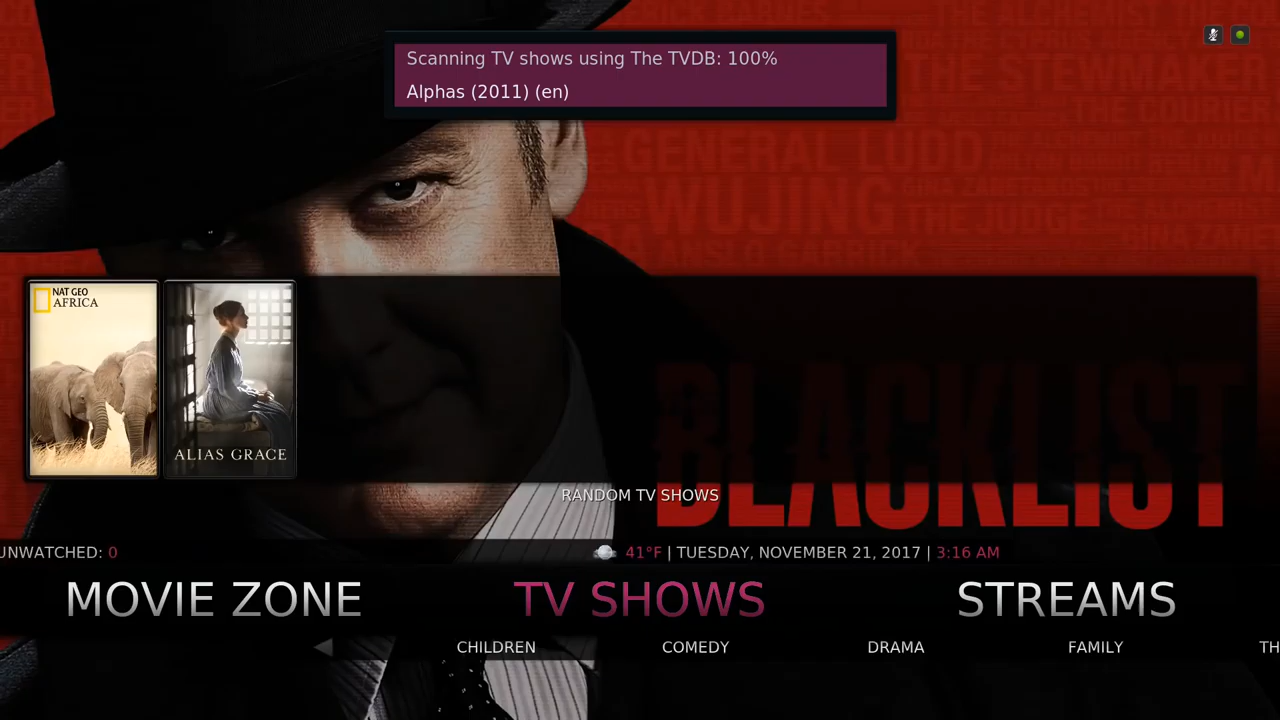 Scanning TV shows using The TVDB: 100%
Alphas (2011) (en)
THE STEWMAKER
THE COURIER
GENERAL LUDD
WUJING
THE JUDGE
NAT GEO
AFRICA
ALIAS GRACE
BLACKLIST
RANDOM TV SHOWS
UNWATCHED: 0
41°F | TUESDAY, NOVEMBER 21, 2017 | 3:16 AM
MOVIE ZONE
TV SHOWS
STREAMS
CHILDREN
COMEDY
DRAMA
FAMILY
TH